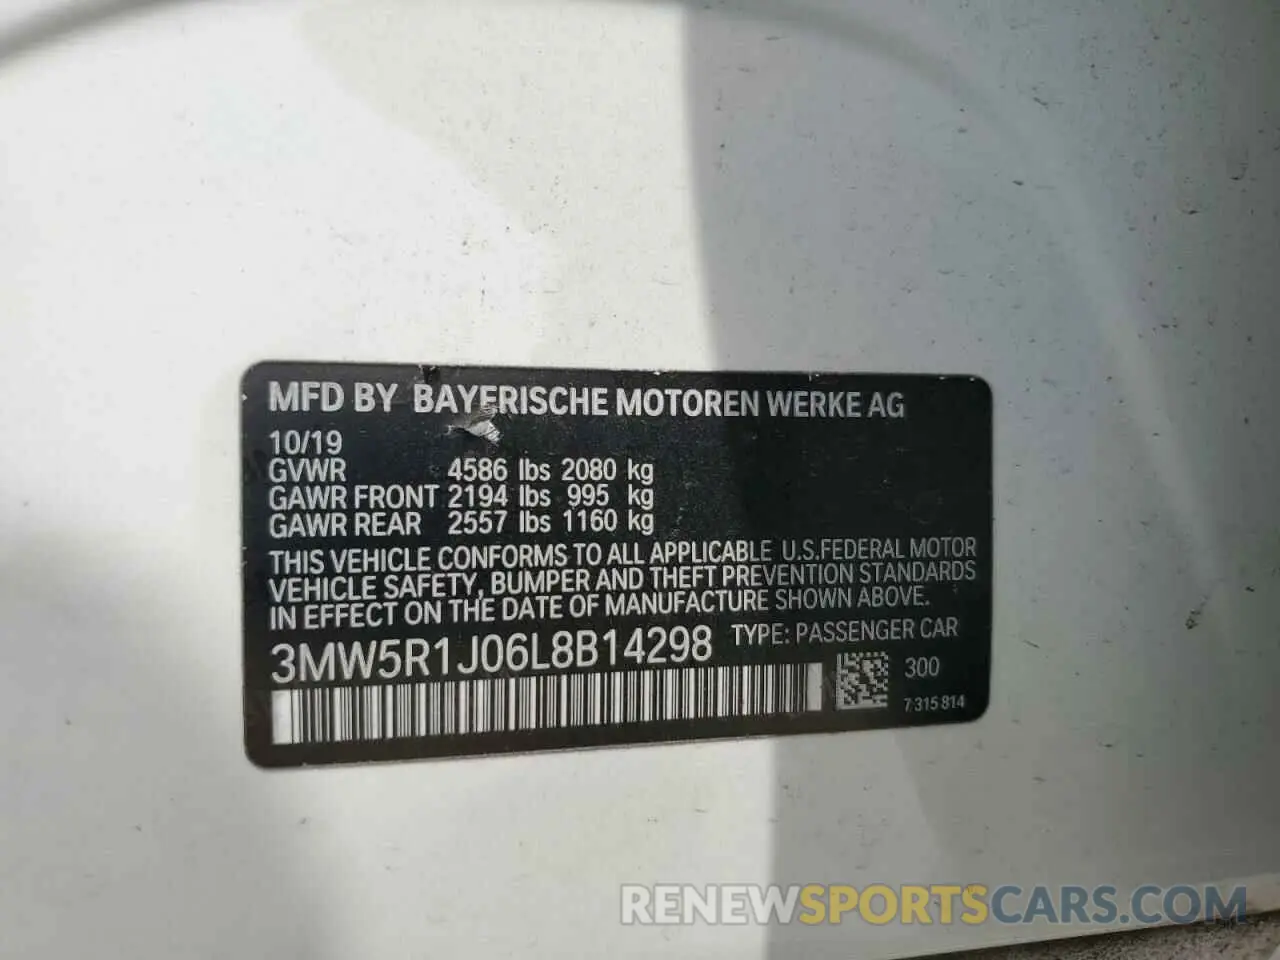 MFD BY BAYERISCHE MOTOREN WERKE AG
10/19
GVWR 4586 lbs 2080 kg
GAWR FRONT 2194 lbs 995 kg
GAWR REAR 2557 lbs 1160 kg
THIS VEHICLE CONFORMS TO ALL APPLICABLE U.S.FEDERAL MOTOR
VEHICLE SAFETY, BUMPER AND THEFT PREVENTION STANDARDS
IN EFFECT ON THE DATE OF MANUFACTURE SHOWN ABOVE.
3MW5R1J06L8B14298 TYPE: PASSENGER CAR
300
7 315 814
RENEWSPORTSCARS.COM